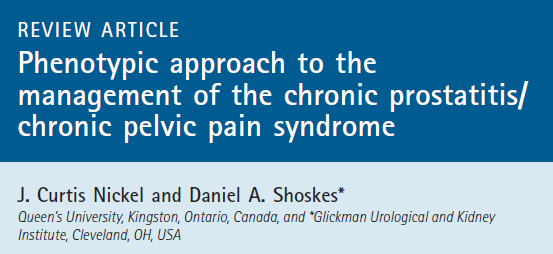 REVIEW ARTICLE
Phenotypic approach to the
management of the chronic prostatitis/
chronic pelvic pain syndrome
J. Curtis Nickel and Daniel A. Shoskes*
Queen's University, Kingston, Ontario, Canada, and *Glickman Urological and Kidney
Institute, Cleveland, OH, USA